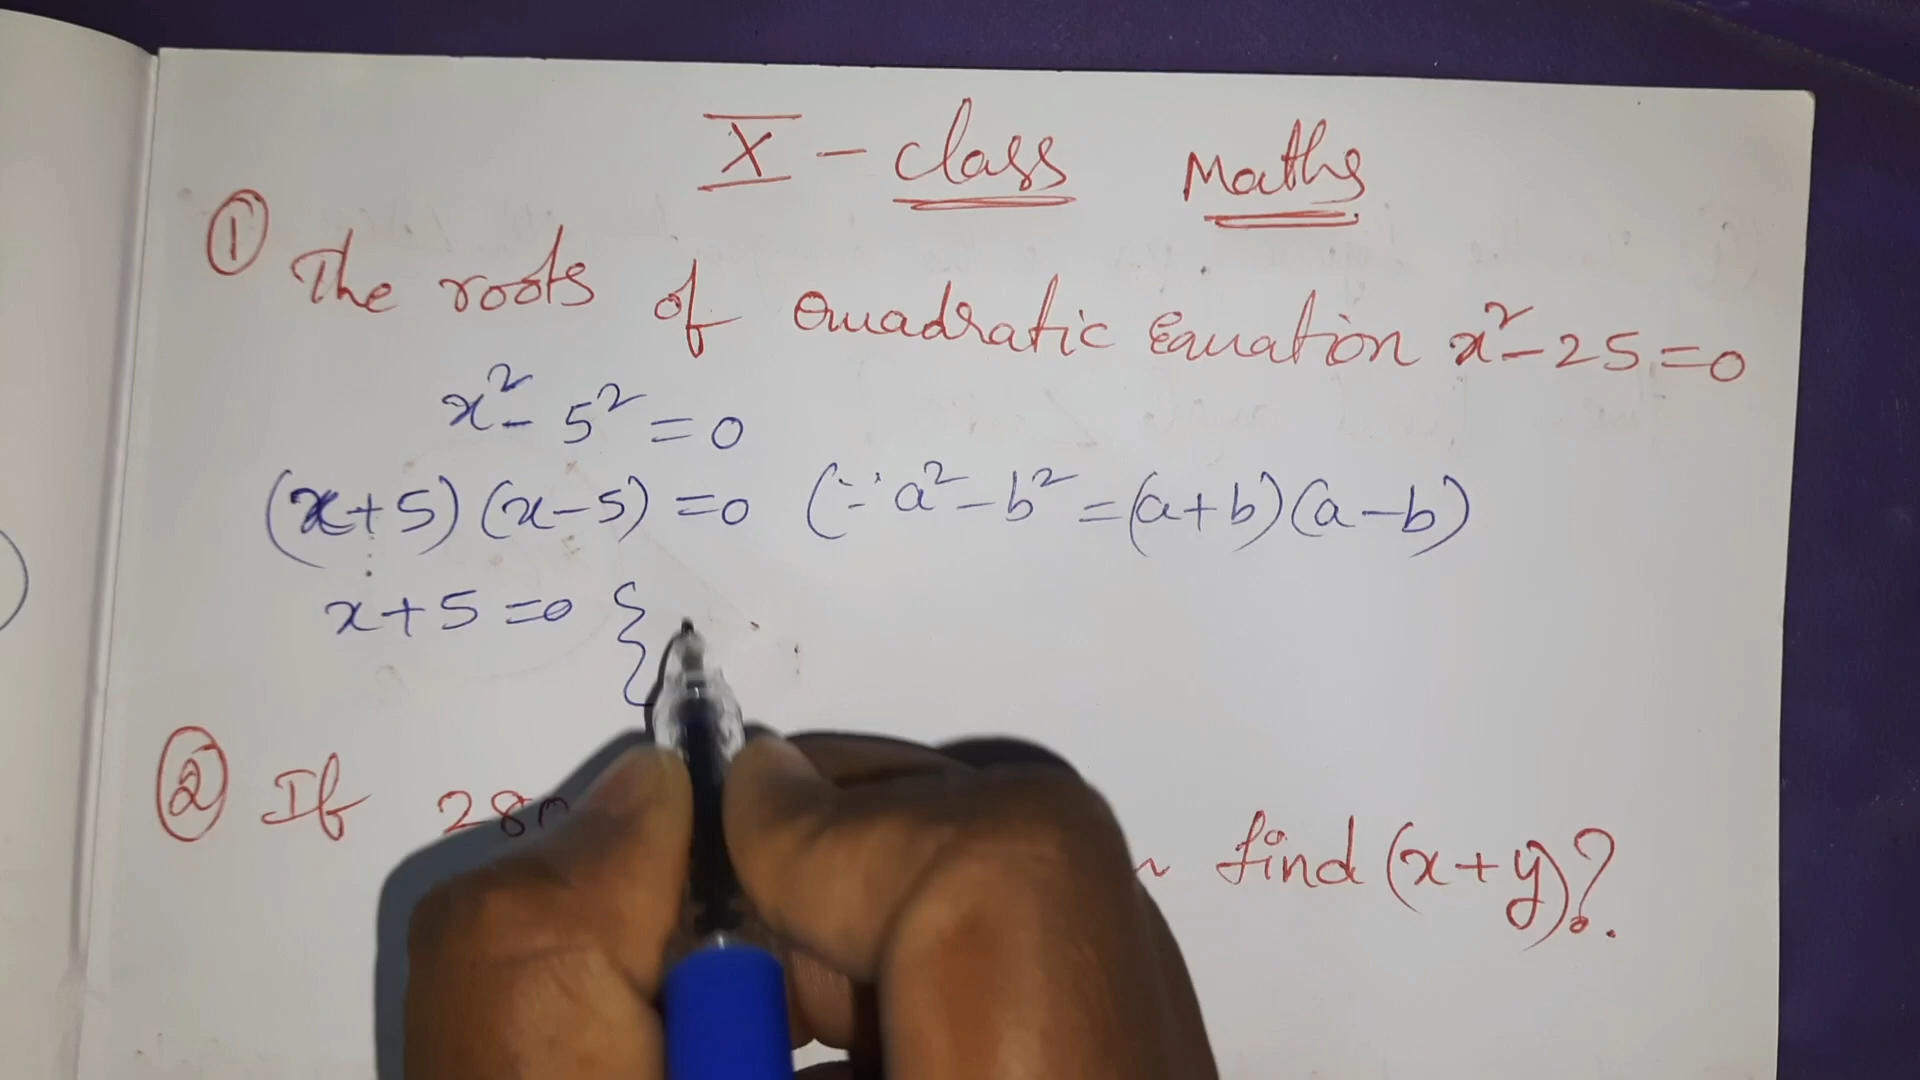 X - class Maths
① The roots of Quadratic Equation x² - 25 = 0
x² - 5² = 0
(x+5) (x-5) = 0 (∵ a² - b² = (a+b)(a-b)
x+5 = 0 {
② If find (x+y)?